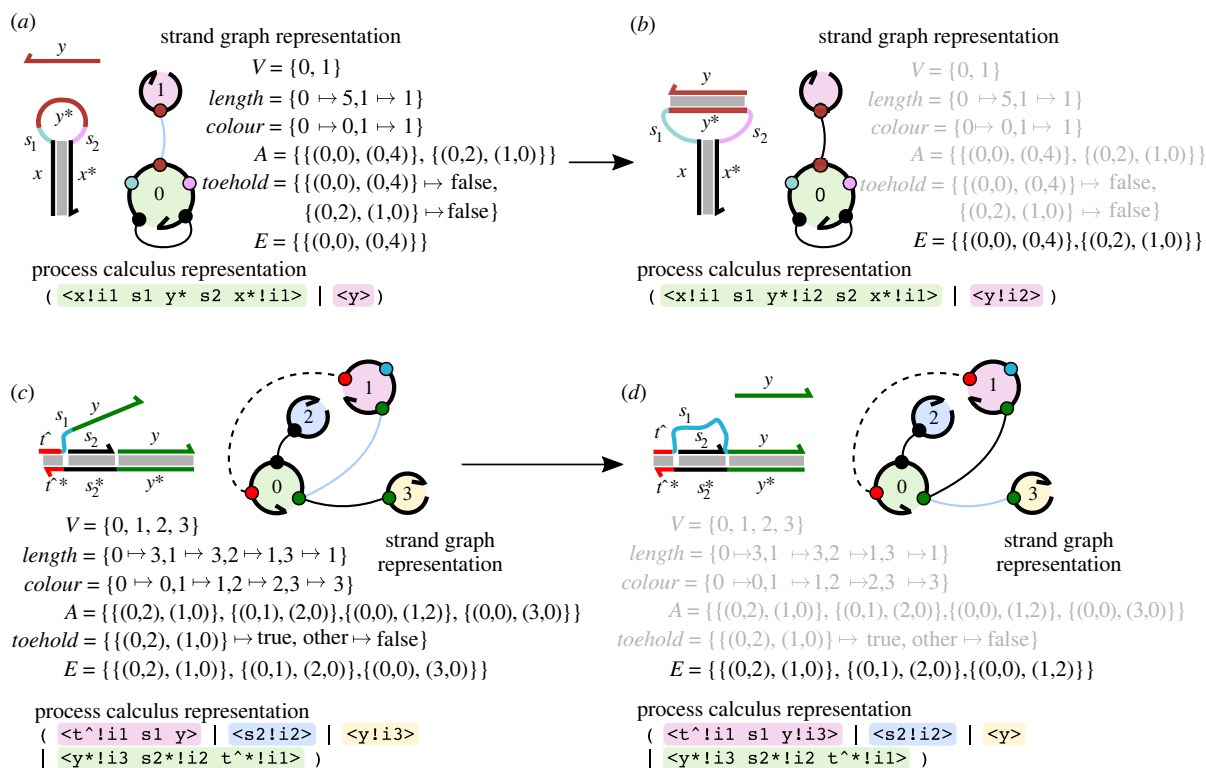 (a)
strand graph representation
y
y*
s1 s2
x x*
1
0
V = {0, 1}
length = {0 ↦ 5,1 ↦ 1}
colour = {0 ↦ 0,1 ↦ 1}
A = {{(0,0), (0,4)}, {(0,2), (1,0)}}
toehold = {{(0,0), (0,4)} ↦ false,
{(0,2), (1,0)} ↦ false}
E = {{(0,0), (0,4)}}
process calculus representation
( <x!i1 s1 y* s2 x*!i1> | <y> )
(b)
strand graph representation
y
y*
s1 s2
x x*
1
0
V = {0, 1}
length = {0 ↦ 5,1 ↦ 1}
colour = {0 ↦ 0,1 ↦ 1}
A = {{(0,0), (0,4)}, {(0,2), (1,0)}}
toehold = {{(0,0), (0,4)} ↦ false,
{(0,2), (1,0)} ↦ false}
E = {{(0,0), (0,4)},{(0,2), (1,0)}}
process calculus representation
( <x!i1 s1 y*!i2 s2 x*!i1> | <y!i2> )
(c)
y
s1
t^ s2 y
t^* s2* y*
1
2
0
3
V = {0, 1, 2, 3}
strand graph
representation
length = {0 ↦ 3,1 ↦ 3,2 ↦ 1,3 ↦ 1}
colour = {0 ↦ 0,1 ↦ 1,2 ↦ 2,3 ↦ 3}
A = {{(0,2), (1,0)}, {(0,1), (2,0)},{(0,0), (1,2)}, {(0,0), (3,0)}}
toehold = {{(0,2), (1,0)} ↦ true, other ↦ false}
E = {{(0,2), (1,0)}, {(0,1), (2,0)},{(0,0), (3,0)}}
process calculus representation
( <t^!i1 s1 y> | <s2!i2> | <y!i3>
| <y*!i3 s2*!i2 t^*!i1> )
(d)
y
s1
t^ s2 y
t^* s2* y*
1
2
0
3
V = {0, 1, 2, 3}
strand graph
representation
length = {0 ↦3,1 ↦3,2 ↦1,3 ↦1}
colour = {0 ↦0,1 ↦1,2 ↦2,3 ↦3}
A = {{(0,2), (1,0)}, {(0,1), (2,0)},{(0,0), (1,2)}, {(0,0), (3,0)}}
toehold = {{(0,2), (1,0)} ↦ true, other ↦ false}
E = {{(0,2), (1,0)}, {(0,1), (2,0)},{(0,0), (1,2)}}
process calculus representation
( <t^!i1 s1 y!i3> | <s2!i2> | <y>
| <y*!i3 s2*!i2 t^*!i1> )